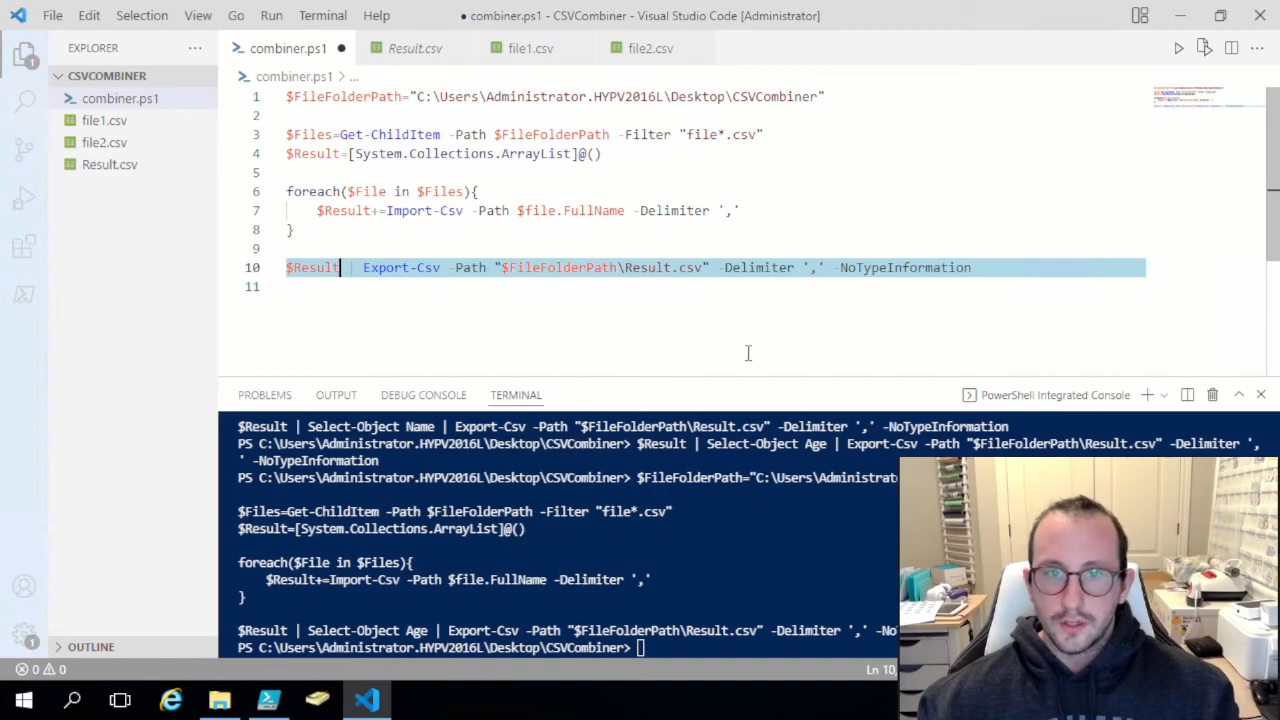 File Edit Selection View Go Run Terminal Help
● combiner.ps1 - CSVCombiner - Visual Studio Code [Administrator]
EXPLORER
CSVCOMBINER
combiner.ps1
file1.csv
file2.csv
Result.csv
OUTLINE
1
1
combiner.ps1 ● Result.csv file1.csv file2.csv
combiner.ps1 > ...
1 $FileFolderPath="C:\Users\Administrator.HYPV2016L\Desktop\CSVCombiner"
2
3 $Files=Get-ChildItem -Path $FileFolderPath -Filter "file*.csv"
4 $Result=[System.Collections.ArrayList]@()
5
6 foreach($File in $Files){
7 $Result+=Import-Csv -Path $file.FullName -Delimiter ','
8 }
9
10 $Result | Export-Csv -Path "$FileFolderPath\Result.csv" -Delimiter ',' -NoTypeInformation
11
PROBLEMS OUTPUT DEBUG CONSOLE TERMINAL
PowerShell Integrated Console
$Result | Select-Object Name | Export-Csv -Path "$FileFolderPath\Result.csv" -Delimiter ',' -NoTypeInformation
PS C:\Users\Administrator.HYPV2016L\Desktop\CSVCombiner> $Result | Select-Object Age | Export-Csv -Path "$FileFolderPath\Result.csv" -Delimiter ',
' -NoTypeInformation
PS C:\Users\Administrator.HYPV2016L\Desktop\CSVCombiner> $FileFolderPath="C:\Users\Administrat
$Files=Get-ChildItem -Path $FileFolderPath -Filter "file*.csv"
$Result=[System.Collections.ArrayList]@()
foreach($File in $Files){
$Result+=Import-Csv -Path $file.FullName -Delimiter ','
}
$Result | Select-Object Age | Export-Csv -Path "$FileFolderPath\Result.csv" -Delimiter ',' -No
PS C:\Users\Administrator.HYPV2016L\Desktop\CSVCombiner>
0 0
Ln 10,